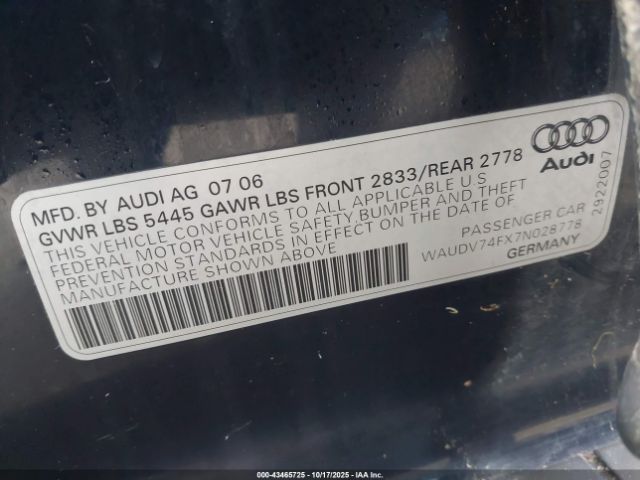 MFD. BY AUDI AG 07 06
GVWR LBS 5445 GAWR LBS FRONT 2833/REAR 2778
THIS VEHICLE CONFORMS TO ALL APPLICABLE U.S
FEDERAL MOTOR VEHICLE SAFETY, BUMPER AND THEFT
PREVENTION STANDARDS IN EFFECT ON THE DATE OF
MANUFACTURE SHOWN ABOVE
Audi
PASSENGER CAR
WAUDV74FX7N028778
GERMANY
2922007
000-43465725 - 10/17/2025 - IAA Inc.